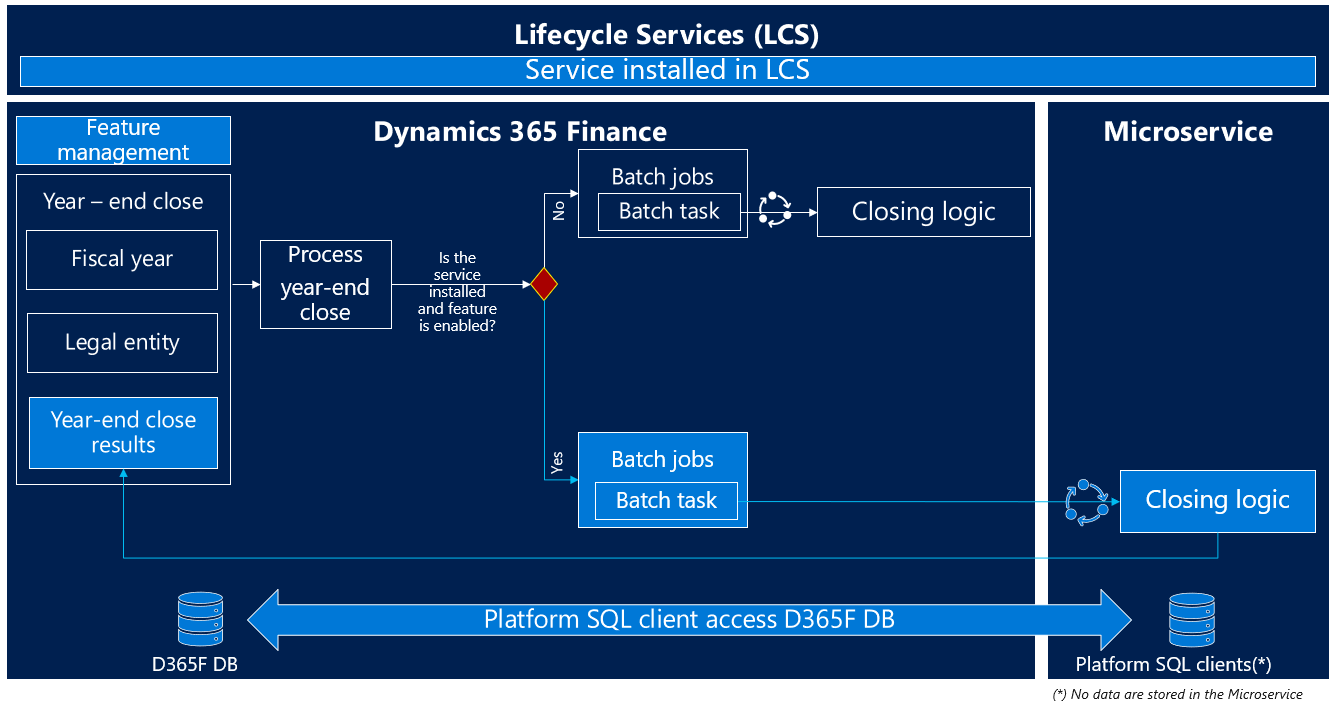 Lifecycle Services (LCS)
Service installed in LCS
Feature
management
Dynamics 365 Finance
Microservice
Year – end close
Fiscal year
Legal entity
Year-end close
results
Process
year-end
close
Is the
service
installed
and feature
is enabled?
No
Batch jobs
Batch task
Closing logic
Yes
Batch jobs
Batch task
Closing logic
Platform SQL client access D365F DB
D365F DB
Platform SQL clients(*)
(*) No data are stored in the Microservice